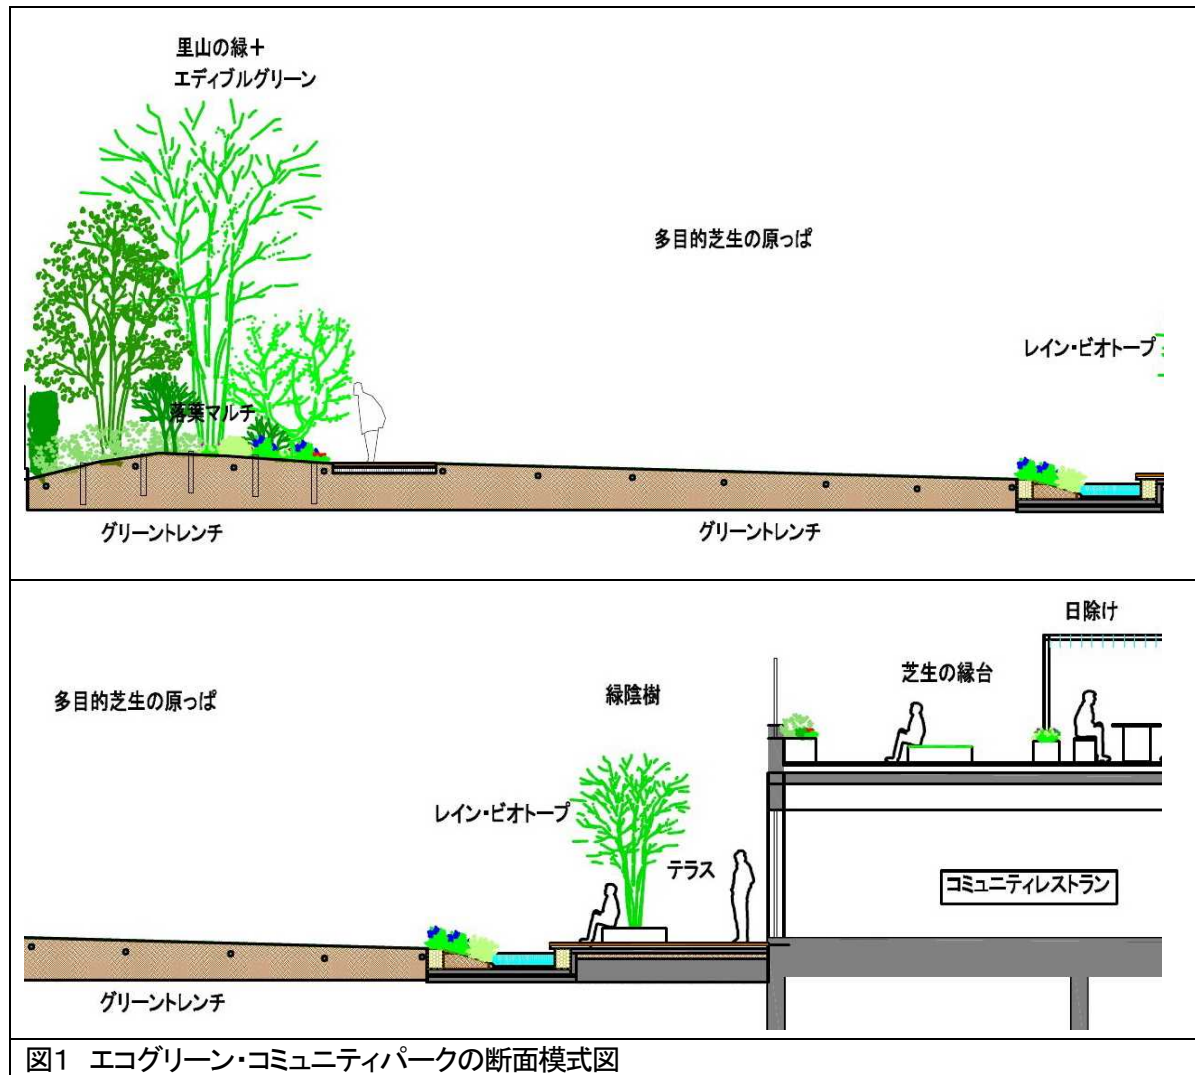 里山の緑＋
エディブルグリーン
多目的芝生の原っぱ
レイン・ビオトープ
落葉マルチ
グリーントレンチ
グリーントレンチ
日除け
芝生の縁台
多目的芝生の原っぱ
緑陰樹
レイン・ビオトープ
テラス
コミュニティレストラン
グリーントレンチ
図1 エコグリーン・コミュニティパークの断面模式図